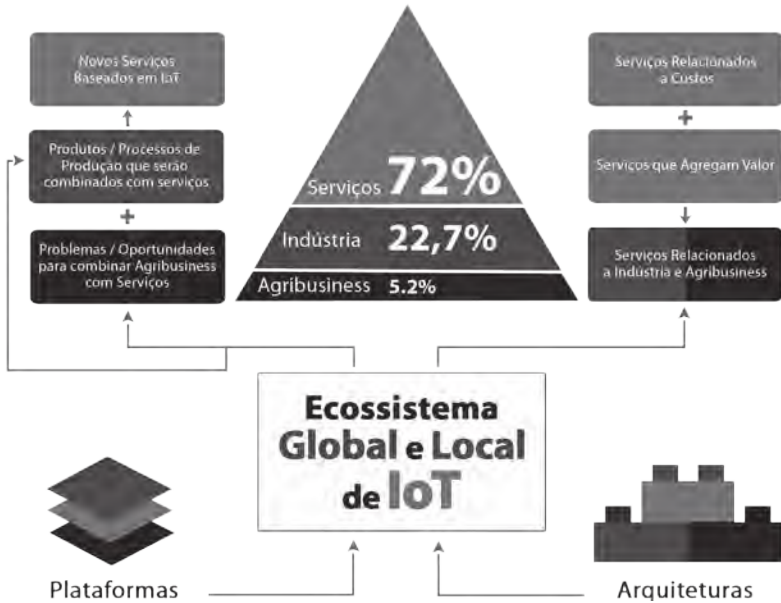 Novos Serviços
Baseados em IoT
Produtos / Processos de
Produção que serão
combinados com serviços
+
Problemas / Oportunidades
para combinar Agribusiness
com Serviços
Serviços 72%
Indústria 22,7%
Agribusiness 5.2%
Serviços Relacionados
a Custos
+
Serviços que Agregam Valor
Serviços Relacionados
a Indústria e Agribusiness
Ecossistema
Global e Local
de IoT
Plataformas
Arquiteturas